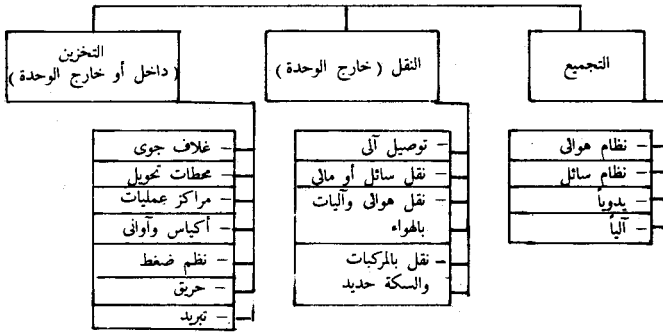 التجميع
- نظام هوائى
- نظام سائل
- يدوياً
- آلياً
النقل ( خارج الوحدة )
- توصيل آلى
- نقل سائل أو مائى
- نقل هوائى وآليات
بالهواء
- نقل بالمركبات
والسكة حديد
التخزين
( داخل أو خارج الوحدة )
- غلاف جوى
- محطات تحويل
- مراكز عمليات
- أكياس وآوانى
- نظم ضغط
- حريق
- تبريد